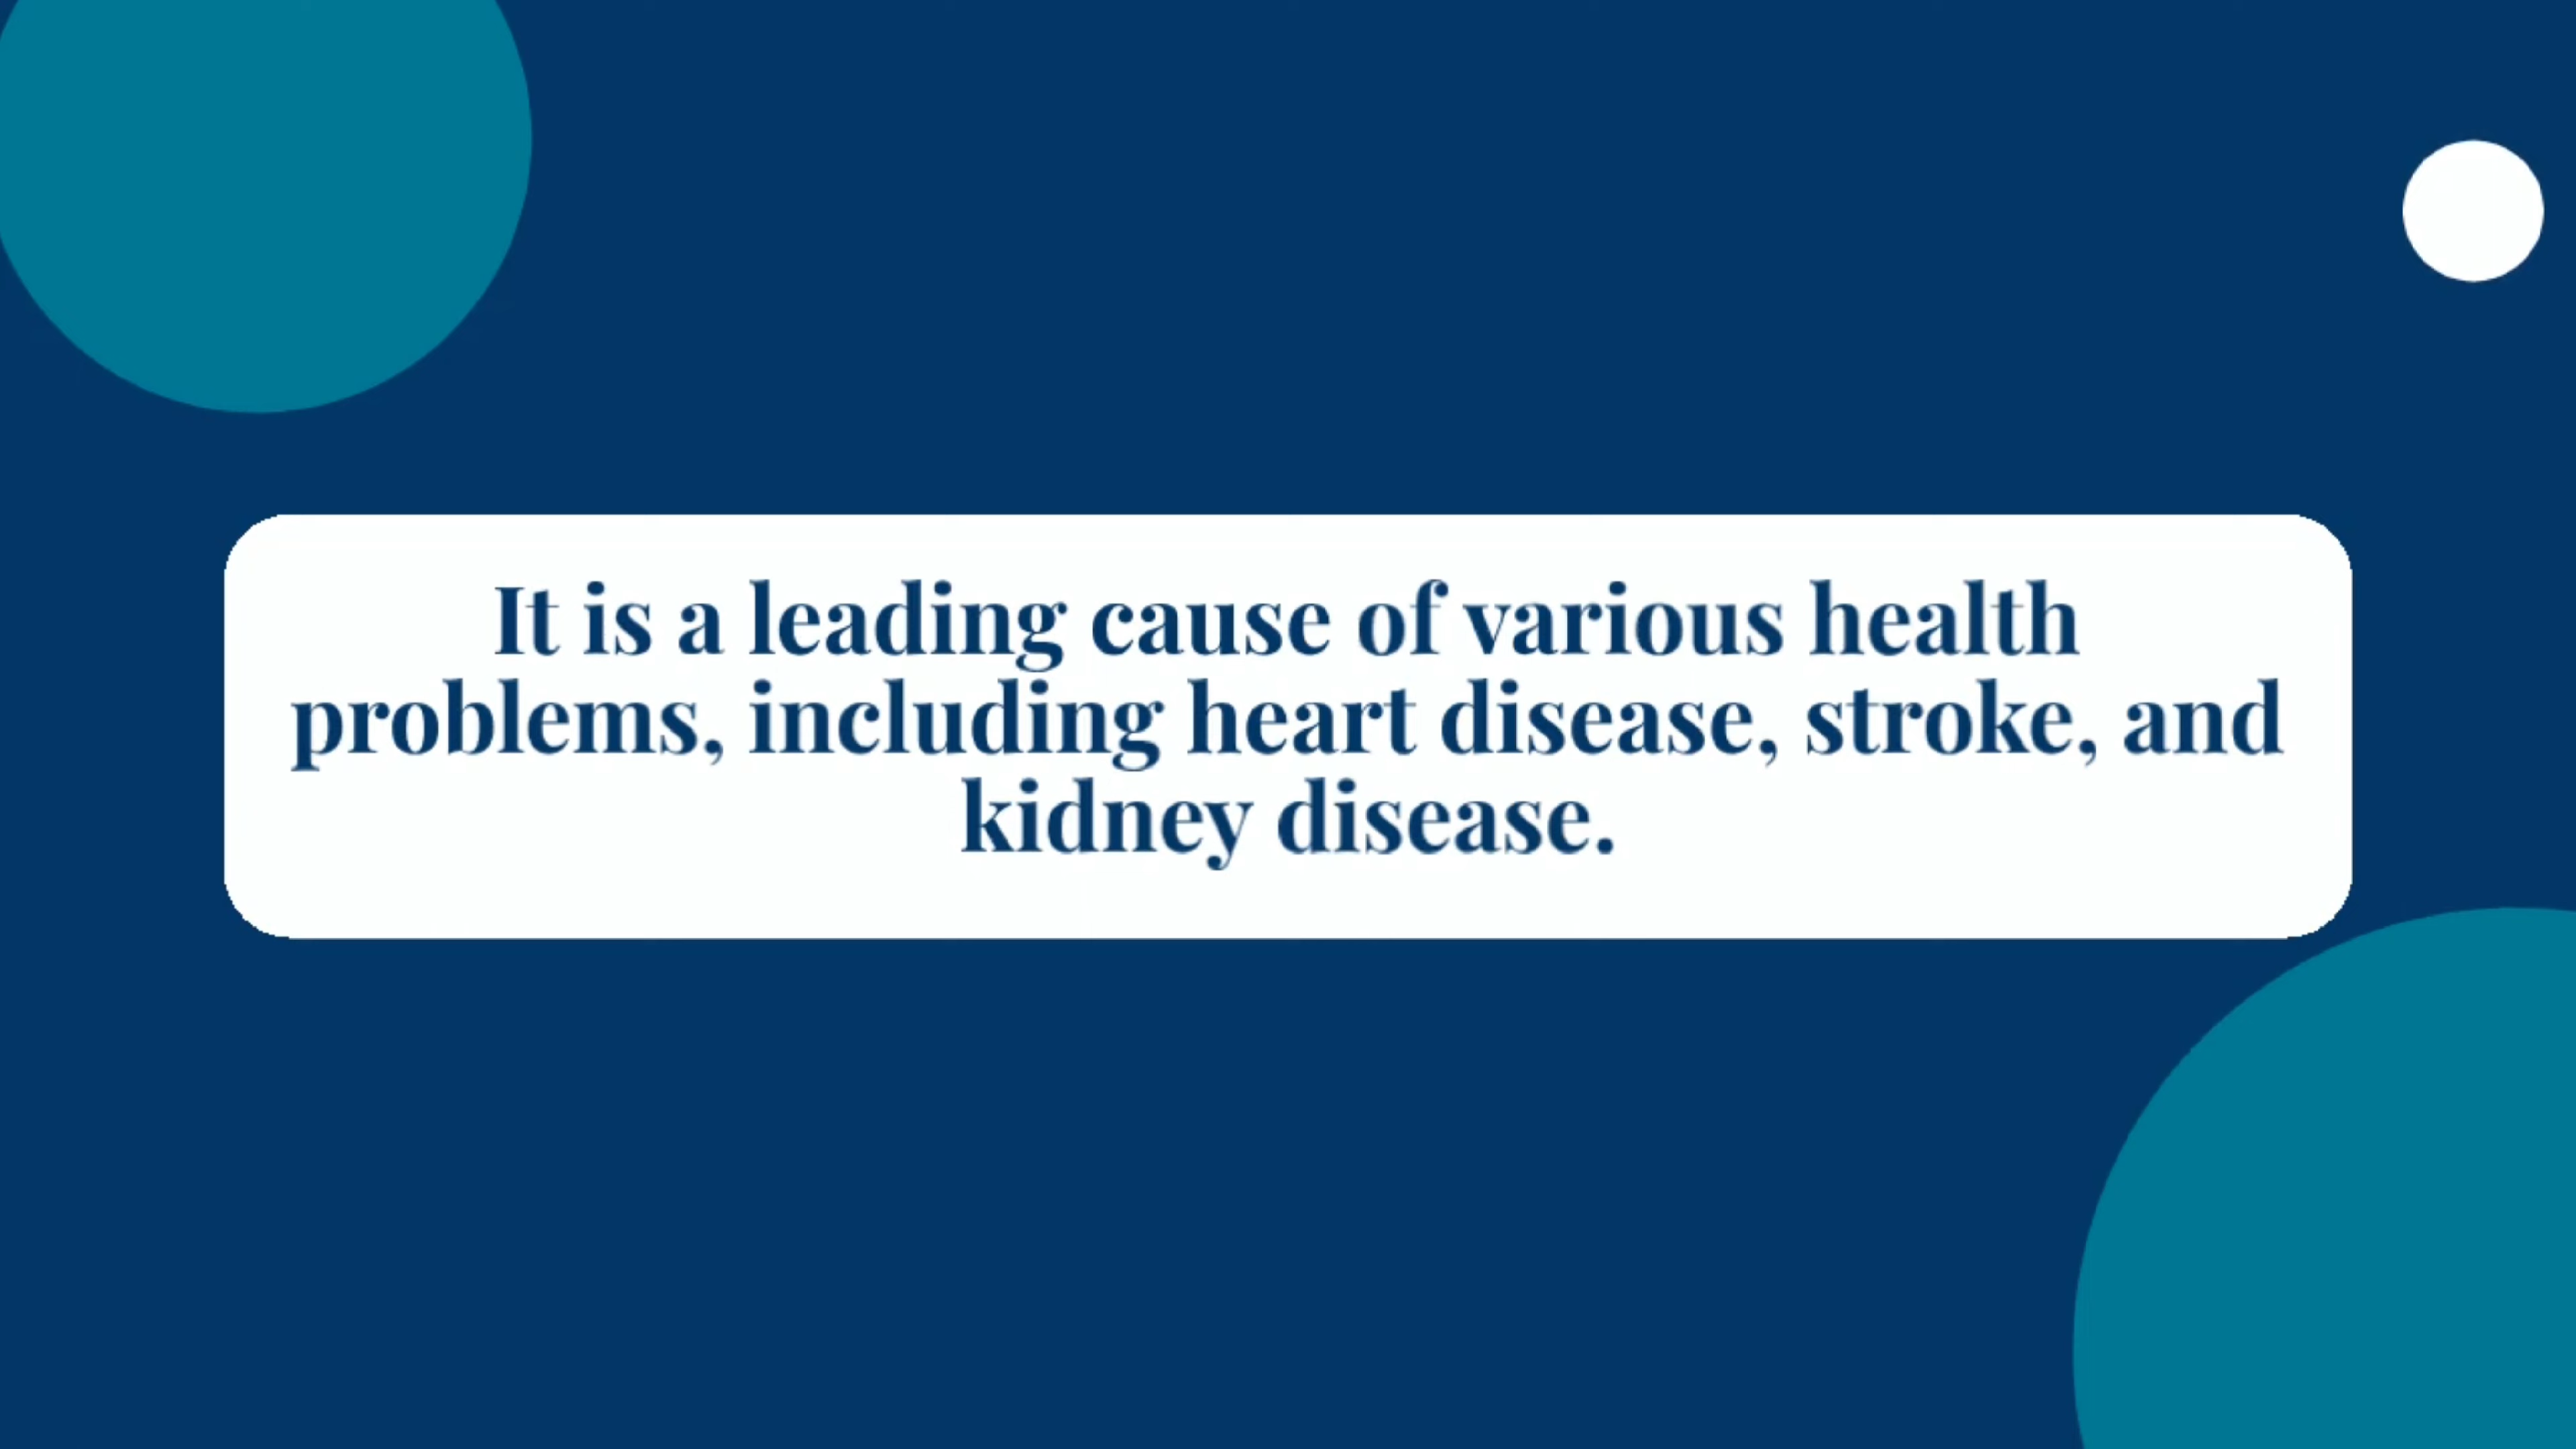 It is a leading cause of various health
problems, including heart disease, stroke, and
kidney disease.